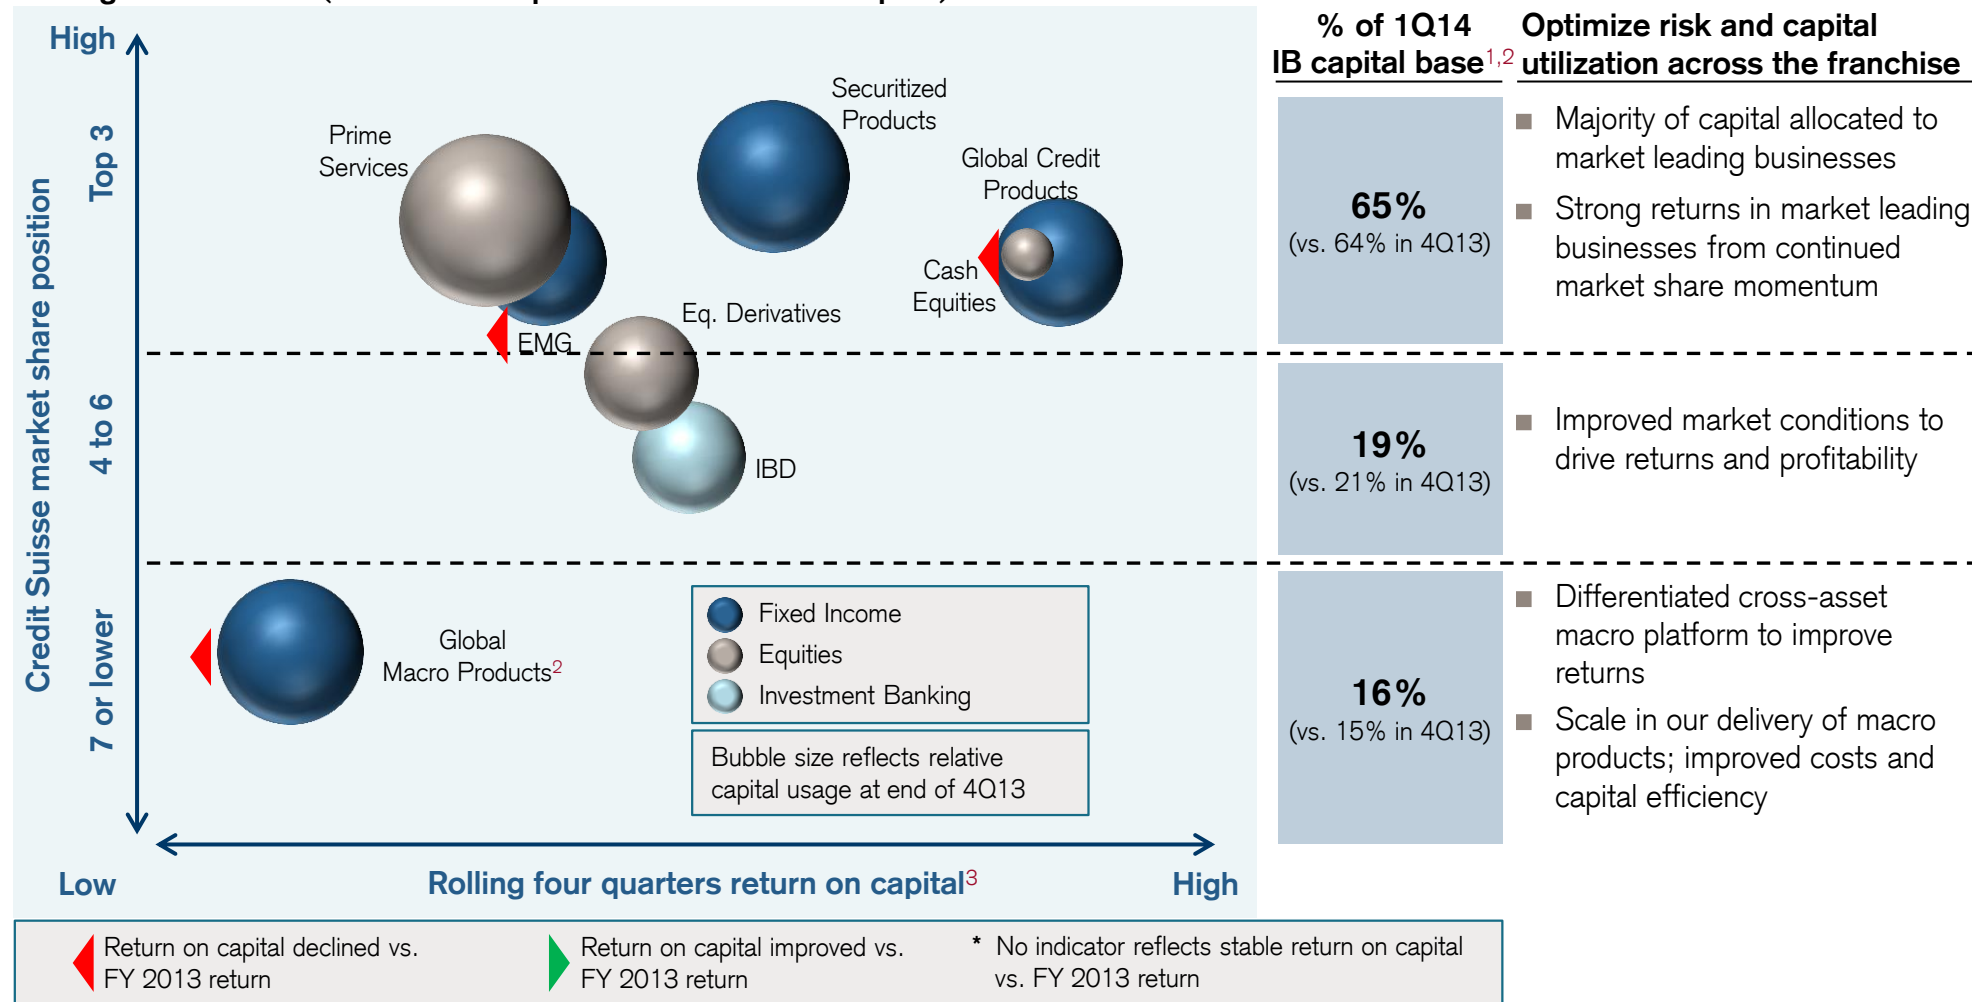 High
Credit Suisse market share position
Top 3
4 to 6
7 or lower
Prime
Services
Securitized
Products
Global Credit
Products
Cash
Equities
Eq. Derivatives
EMG
IBD
Global
Macro Products2
Fixed Income
Equities
Investment Banking
Bubble size reflects relative
capital usage at end of 4Q13
Low
Rolling four quarters return on capital3
High
% of 1Q14
IB capital base1,2
65%
(vs. 64% in 4Q13)
19%
(vs. 21% in 4Q13)
16%
(vs. 15% in 4Q13)
Optimize risk and capital
utilization across the franchise
Majority of capital allocated to
market leading businesses
Strong returns in market leading
businesses from continued
market share momentum
Improved market conditions to
drive returns and profitability
Differentiated cross-asset
macro platform to improve
returns
Scale in our delivery of macro
products; improved costs and
capital efficiency
Return on capital declined vs.
FY 2013 return
Return on capital improved vs.
FY 2013 return
* No indicator reflects stable return on capital
vs. FY 2013 return